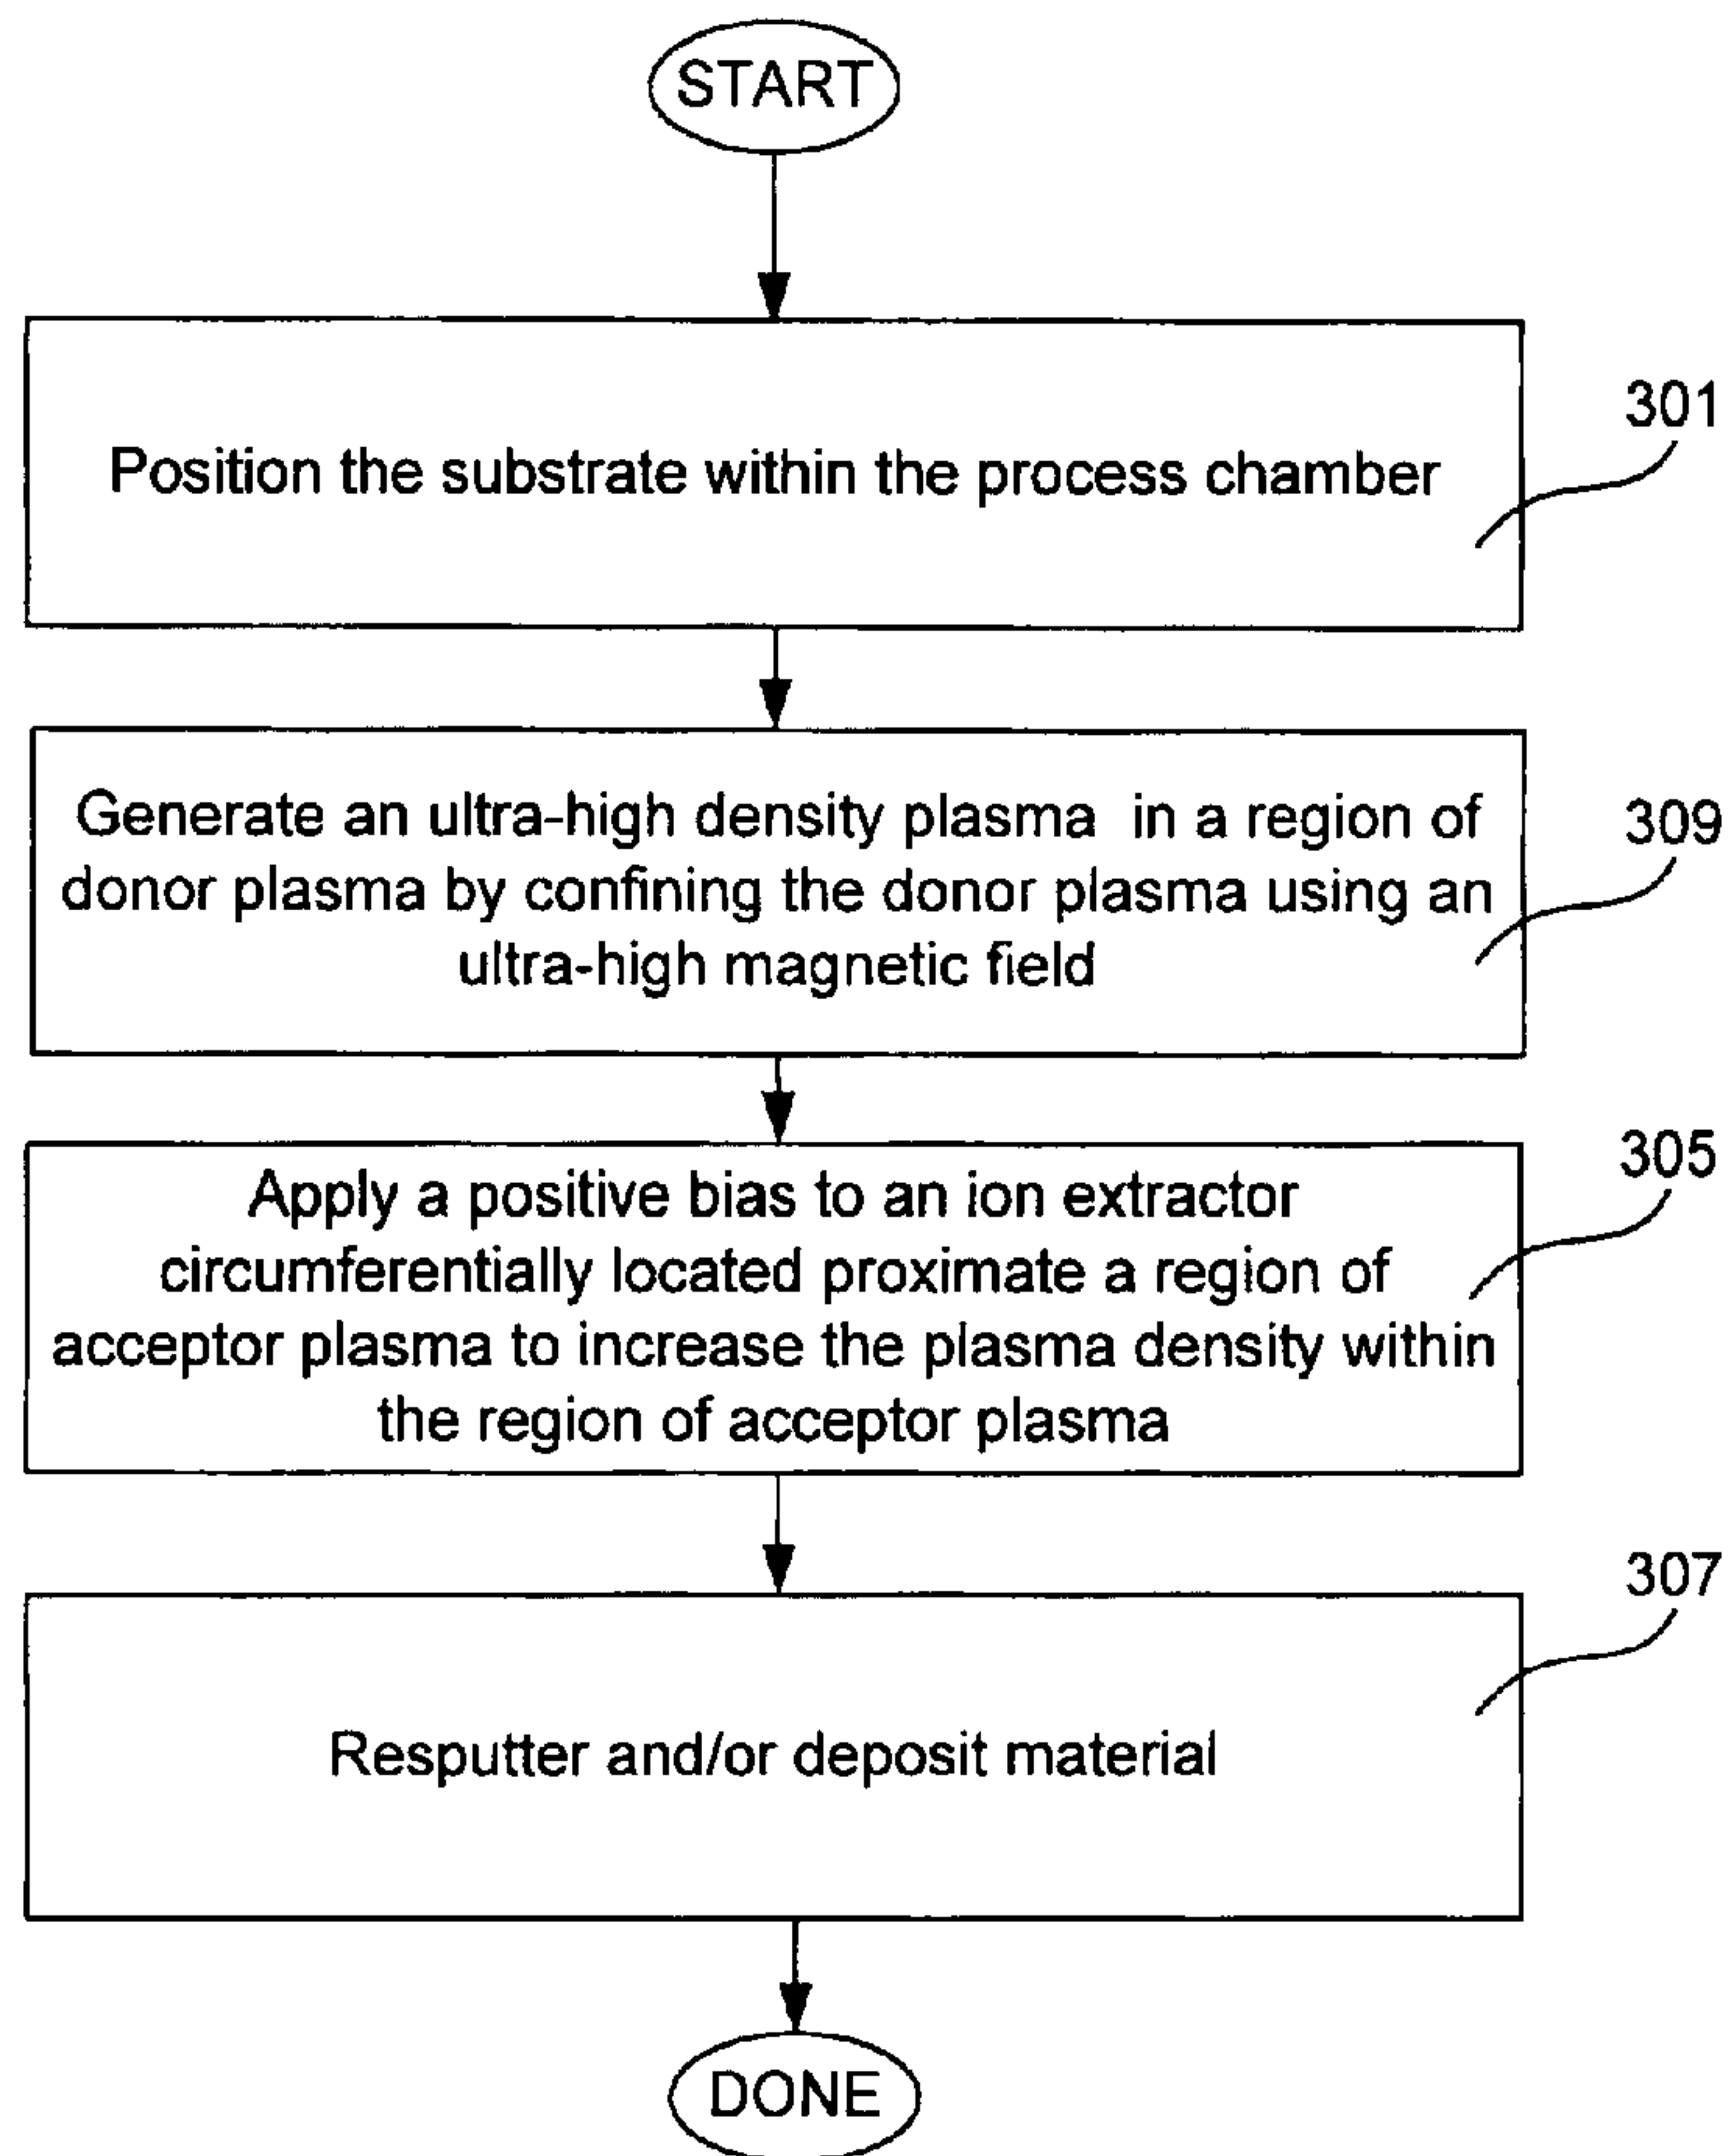 START
301
Position the substrate within the process chamber
309
Generate an ultra-high density plasma in a region of
donor plasma by confining the donor plasma using an
ultra-high magnetic field
305
Apply a positive bias to an ion extractor
circumferentially located proximate a region of
acceptor plasma to increase the plasma density within
the region of acceptor plasma
307
Resputter and/or deposit material
DONE